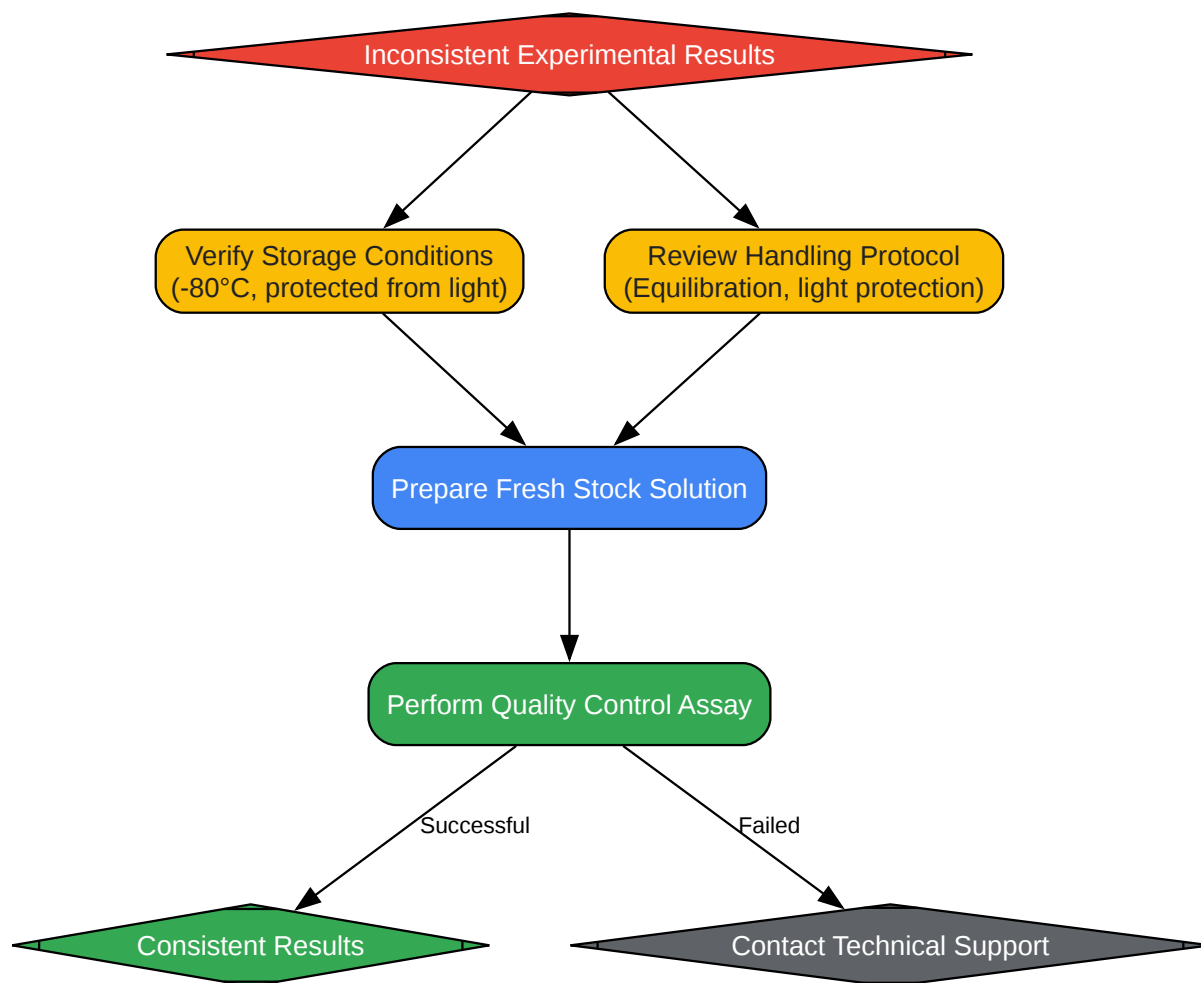 Inconsistent Experimental Results
Verify Storage Conditions
(-80°C, protected from light)
Review Handling Protocol
(Equilibration, light protection)
Prepare Fresh Stock Solution
Perform Quality Control Assay
Successful
Failed
Consistent Results
Contact Technical Support